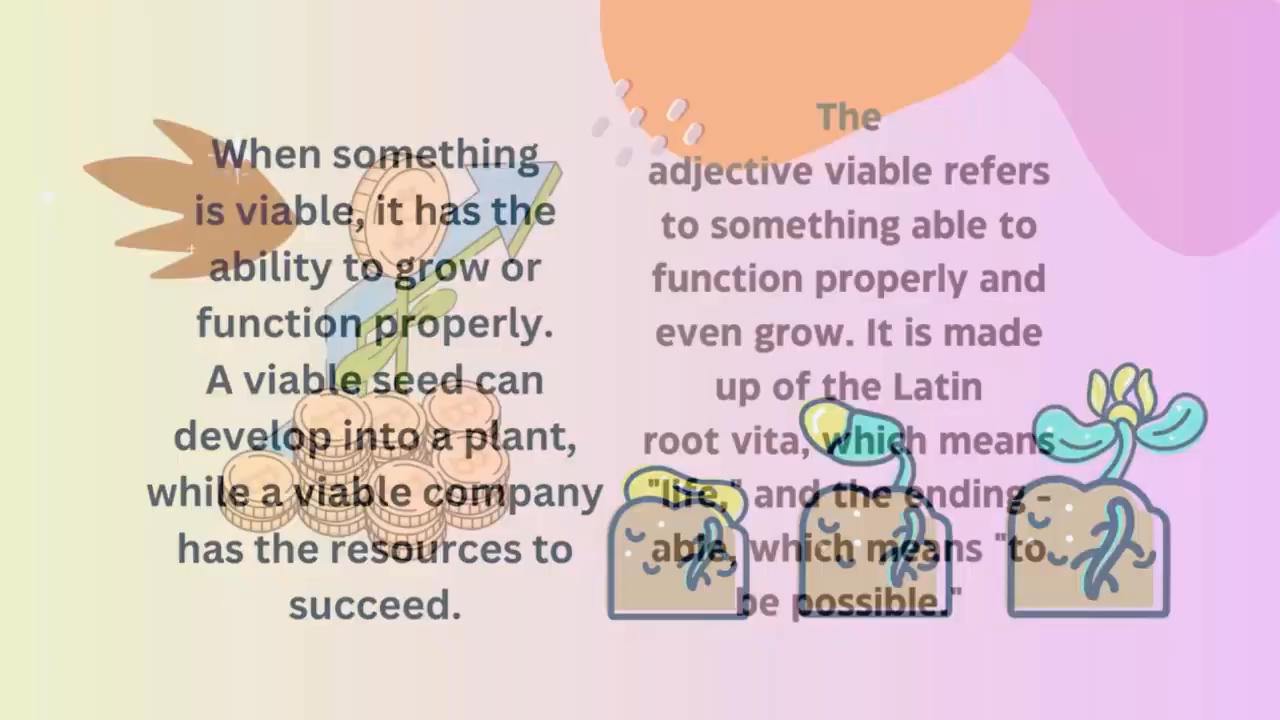 When something
is viable, it has the
ability to grow or
function properly.
A viable seed can
develop into a plant,
while a viable company
has the resources to
succeed.
The
adjective viable refers
to something able to
function properly and
even grow. It is made
up of the Latin
root vita, which means
"life," and the ending -
able, which means "to
be possible."